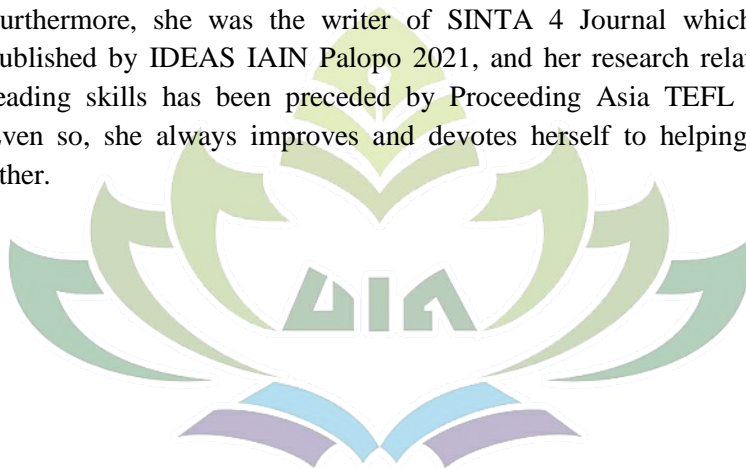 urthermore, she was the writer of SINTA 4 Journal which
ublished by IDEAS IAIN Palopo 2021, and her research rela
eading skills has been preceded by Proceeding Asia TEFL
ven so, she always improves and devotes herself to helping
ther.
UIN